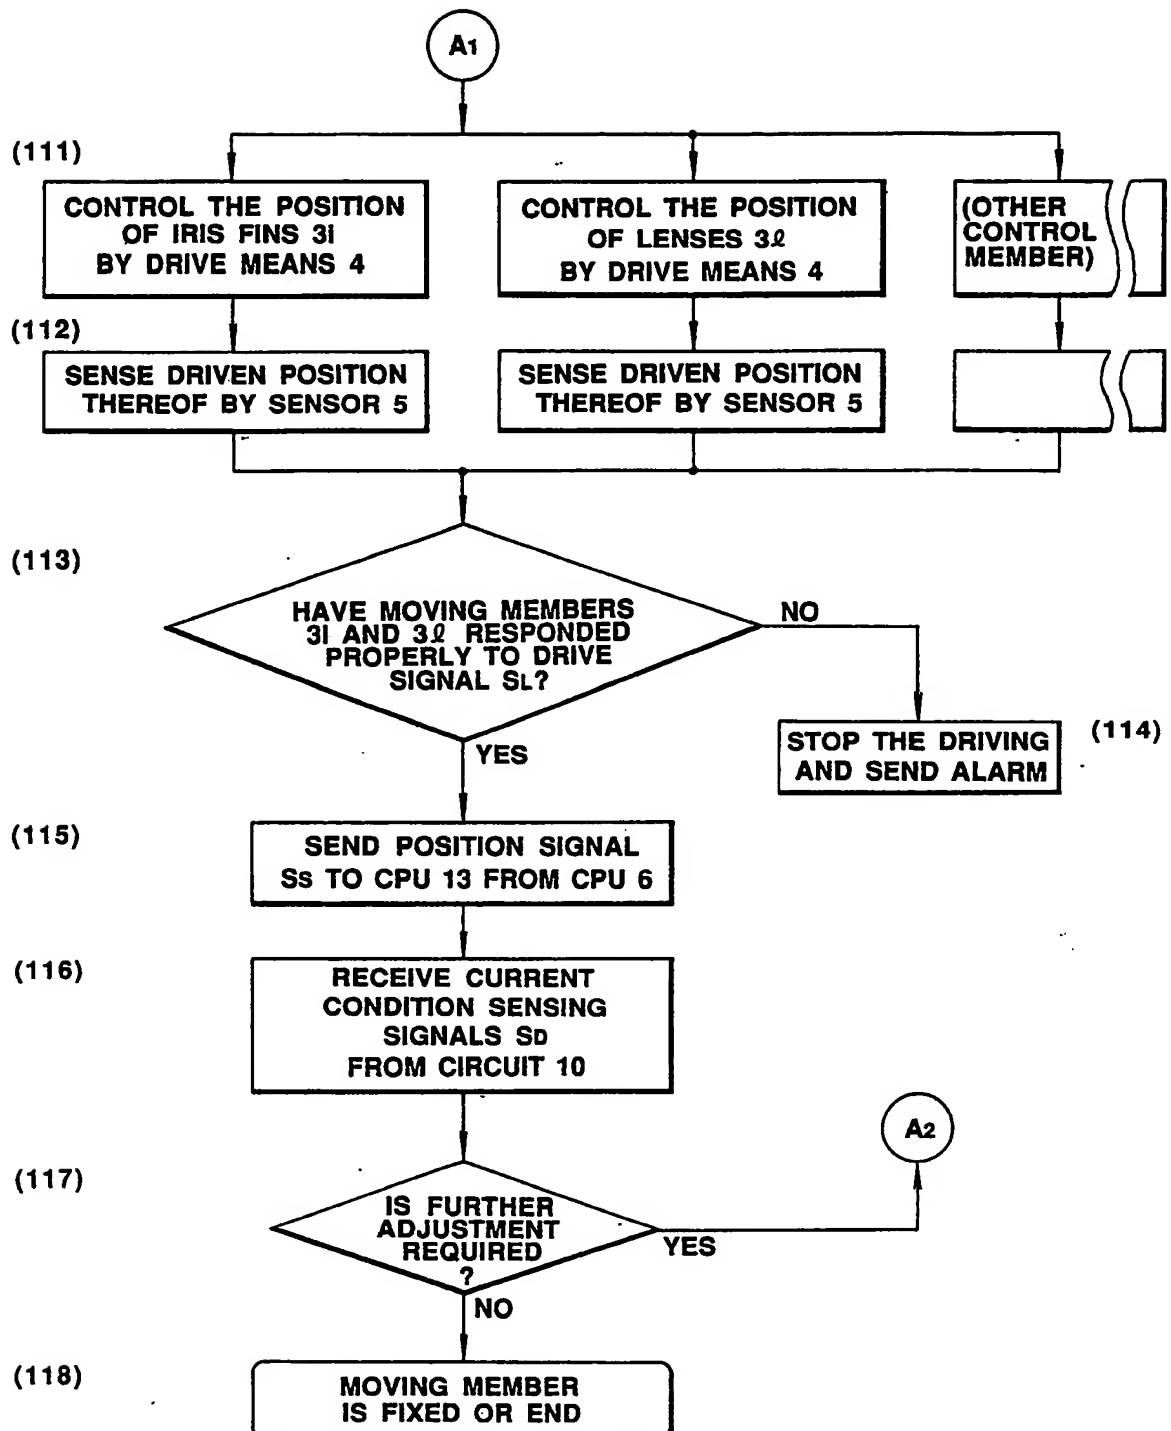 A1
(111)
CONTROL THE POSITION
OF IRIS FINS 3i
BY DRIVE MEANS 4
CONTROL THE POSITION
OF LENSES 3ℓ
BY DRIVE MEANS 4
(OTHER
CONTROL
MEMBER)
(112)
SENSE DRIVEN POSITION
THEREOF BY SENSOR 5
SENSE DRIVEN POSITION
THEREOF BY SENSOR 5
(113)
HAVE MOVING MEMBERS
3i AND 3ℓ RESPONDED
PROPERLY TO DRIVE
SIGNAL SL?
NO
YES
STOP THE DRIVING
AND SEND ALARM
(114)
(115)
SEND POSITION SIGNAL
SS TO CPU 13 FROM CPU 6
(116)
RECEIVE CURRENT
CONDITION SENSING
SIGNALS SD
FROM CIRCUIT 10
A2
(117)
IS FURTHER
ADJUSTMENT
REQUIRED
?
YES
NO
(118)
MOVING MEMBER
IS FIXED OR END